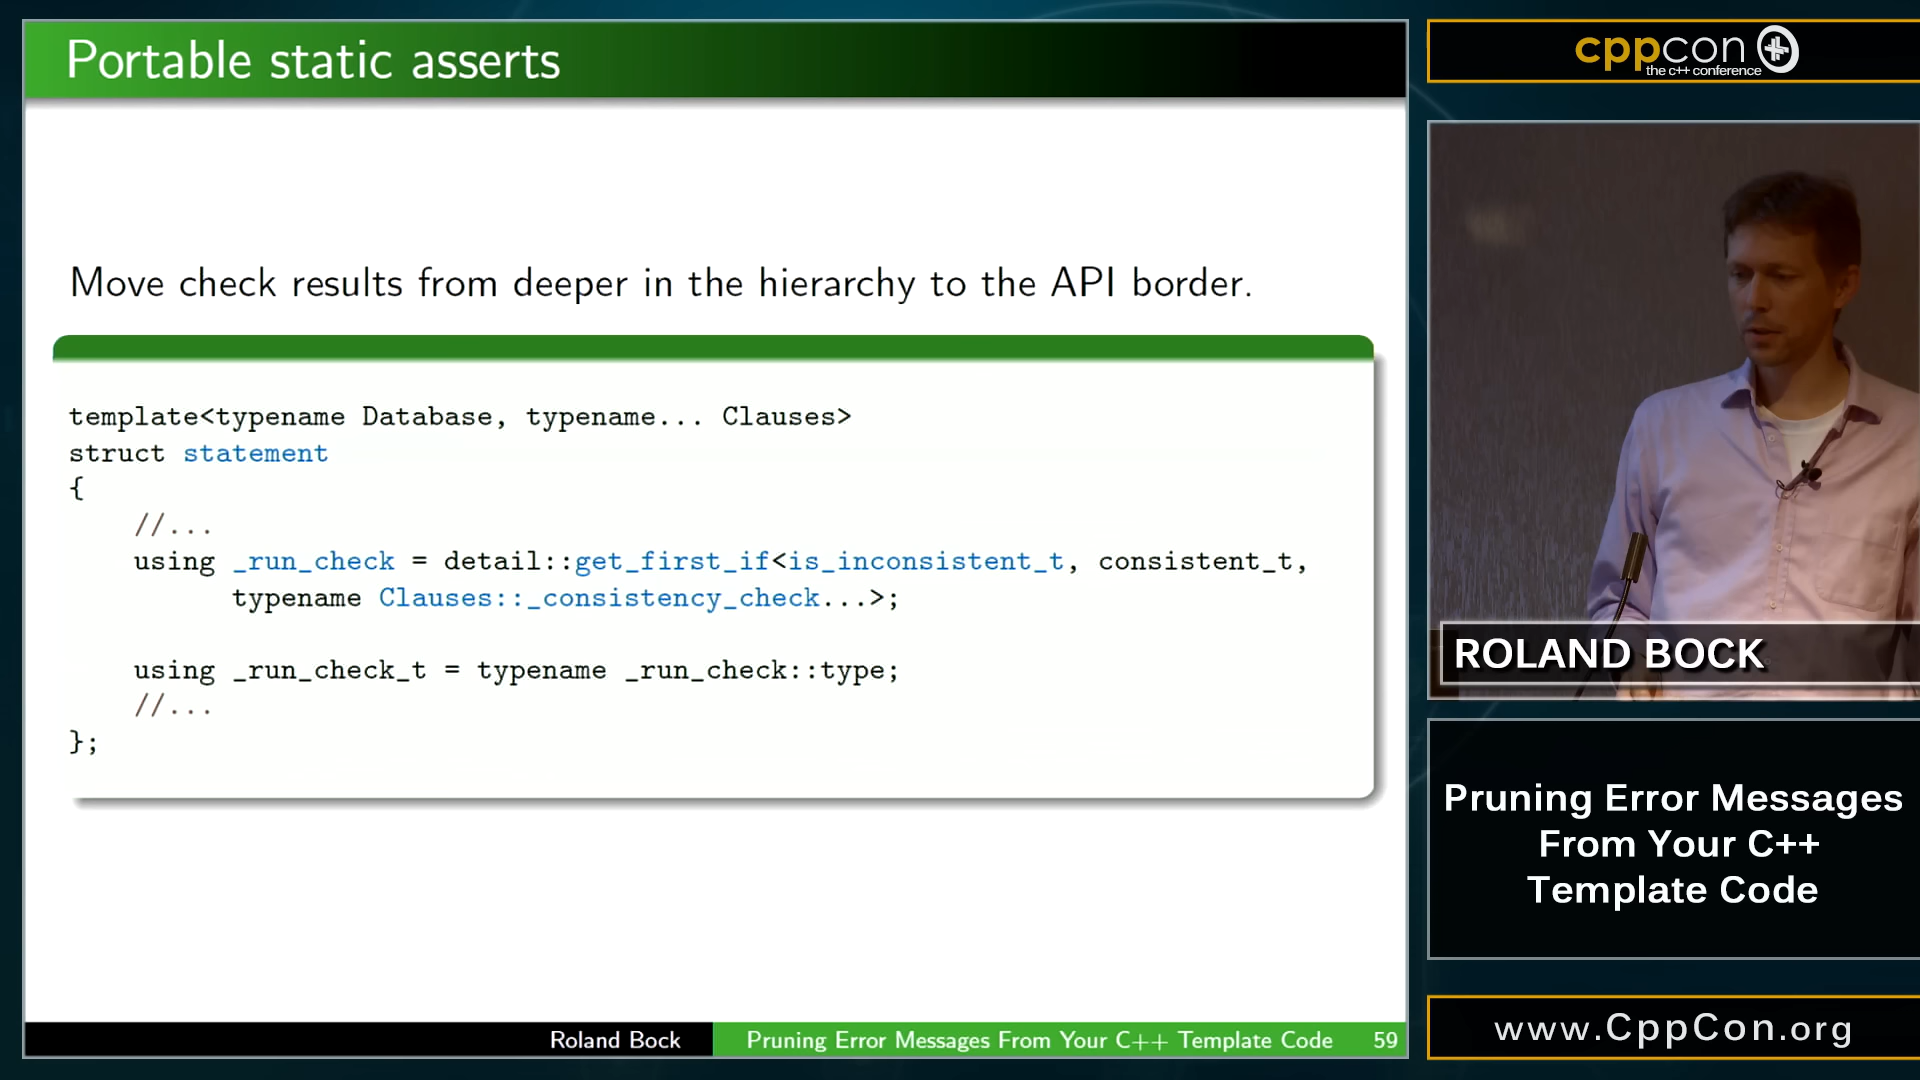 Portable static asserts
Move check results from deeper in the hierarchy to the API border.
template<typename Database, typename... Clauses>
struct statement
{
//...
using _run_check = detail::get_first_if<is_inconsistent_t, consistent_t,
typename Clauses::_consistency_check...>;
using _run_check_t = typename _run_check::type;
//...
};
Roland Bock
Pruning Error Messages From Your C++ Template Code
59
cppcon
the c++ conference
ROLAND BOCK
Pruning Error Messages
From Your C++
Template Code
www.CppCon.org